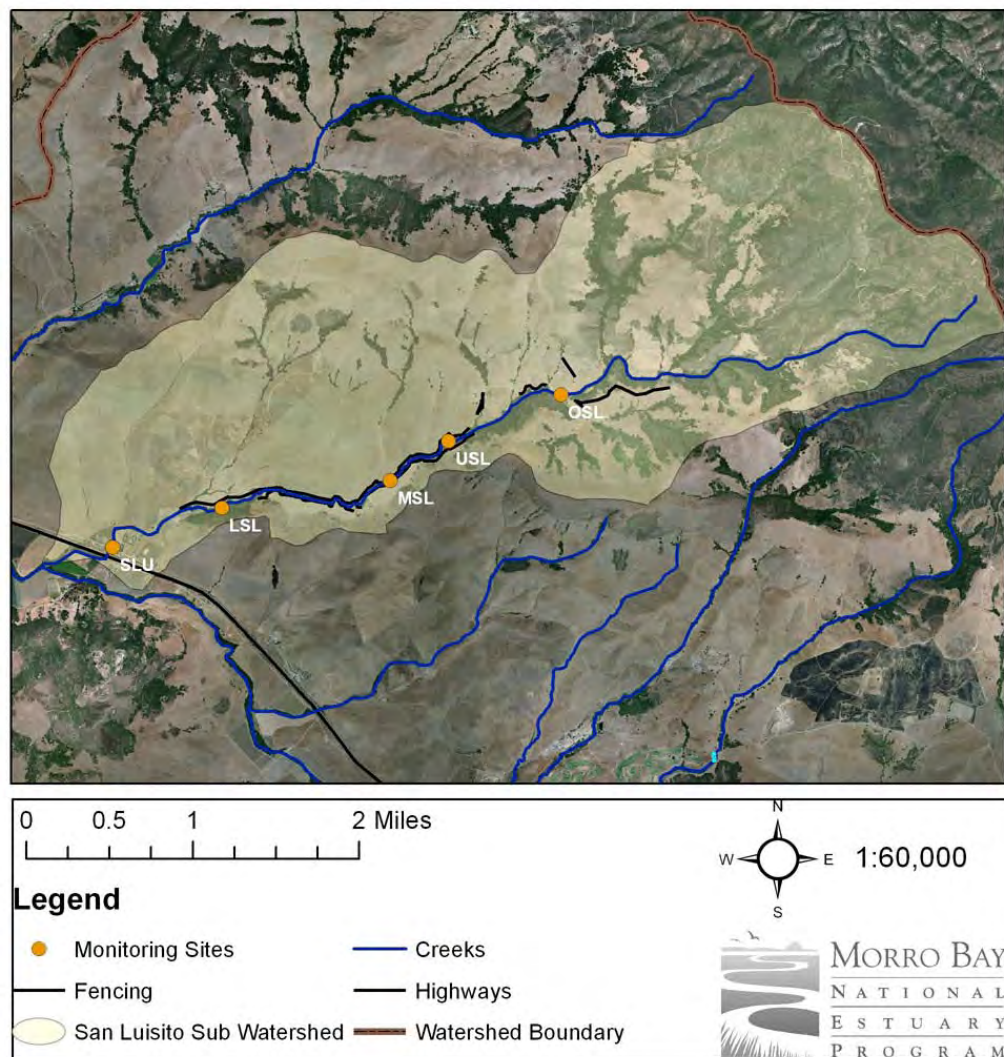 OSL
USL
MSL
LSL
SLU
0 0.5 1 2 Miles
N
W E 1:60,000
S
Legend
Monitoring Sites Creeks
Fencing Highways
San Luisito Sub Watershed Watershed Boundary
MORRO BAY
NATIONAL
ESTUARY
PROGRAM